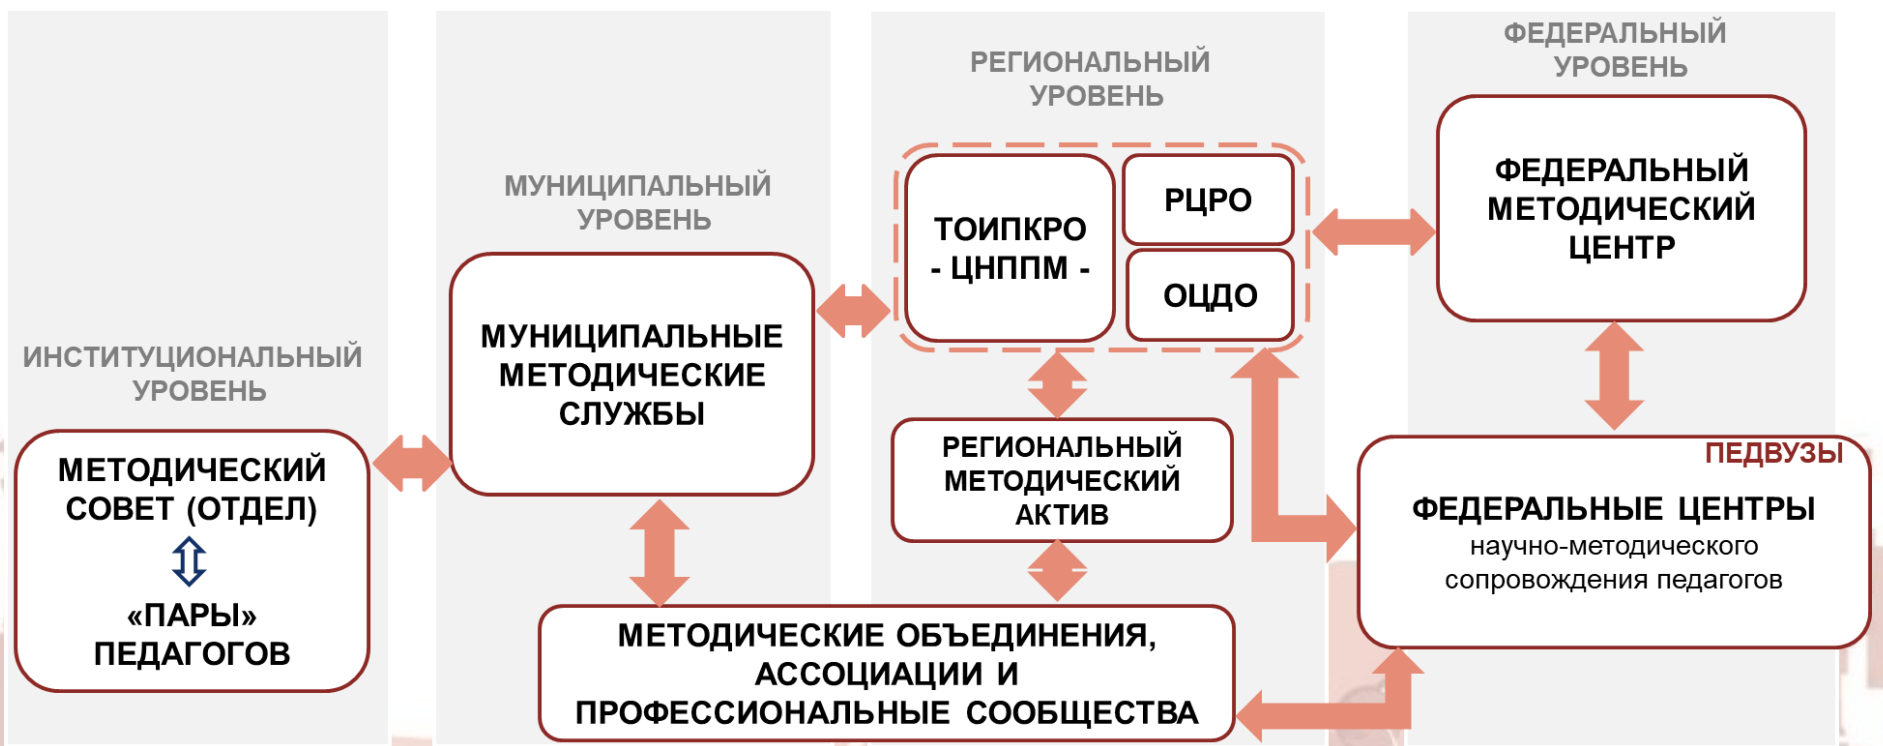 ИНСТИТУЦИОНАЛЬНЫЙ
УРОВЕНЬ
МЕТОДИЧЕСКИЙ
СОВЕТ (ОТДЕЛ)
«ПАРЫ»
ПЕДАГОГОВ
МУНИЦИПАЛЬНЫЙ
УРОВЕНЬ
МУНИЦИПАЛЬНЫЕ
МЕТОДИЧЕСКИЕ
СЛУЖБЫ
РЕГИОНАЛЬНЫЙ
УРОВЕНЬ
ТОИПКРО
- ЦНППМ -
РЦРО
ОЦДО
РЕГИОНАЛЬНЫЙ
МЕТОДИЧЕСКИЙ
АКТИВ
МЕТОДИЧЕСКИЕ ОБЪЕДИНЕНИЯ,
АССОЦИАЦИИ И
ПРОФЕССИОНАЛЬНЫЕ СООБЩЕСТВА
ФЕДЕРАЛЬНЫЙ
УРОВЕНЬ
ФЕДЕРАЛЬНЫЙ
МЕТОДИЧЕСКИЙ
ЦЕНТР
ПЕДВУЗЫ
ФЕДЕРАЛЬНЫЕ ЦЕНТРЫ
научно-методического
сопровождения педагогов